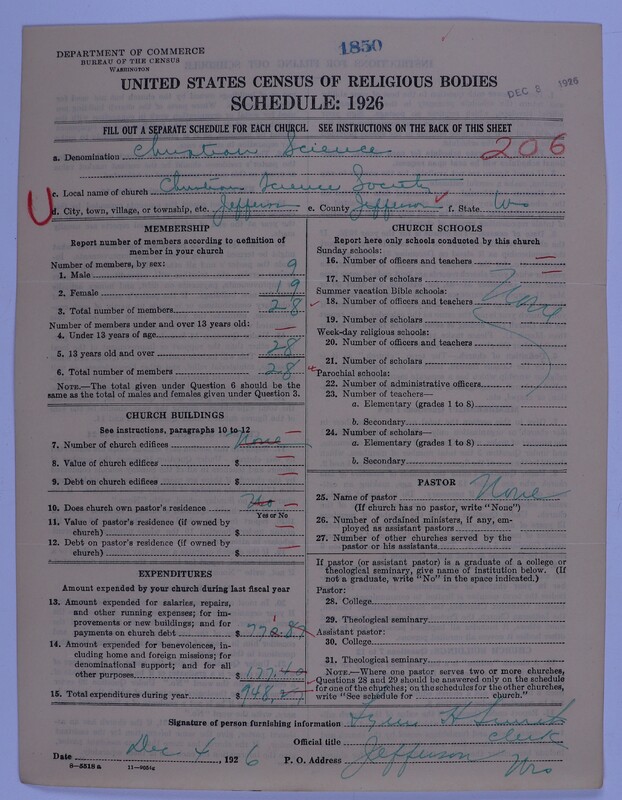 DEPARTMENT OF COMMERCE
BUREAU OF THE CENSUS
WASHINGTON
1850
UNITED STATES CENSUS OF RELIGIOUS BODIES
SCHEDULE: 1926
DEC 8 1926
FILL OUT A SEPARATE SCHEDULE FOR EACH CHURCH. SEE INSTRUCTIONS ON THE BACK OF THIS SHEET
a. Denomination Christian Science
206
c. Local name of church Christian Science Society
d. City, town, village, or township, etc. Jefferson e. County Jefferson f. State Wis
MEMBERSHIP
Report number of members according to definition of
member in your church
Number of members, by sex:
1. Male 9
2. Female 19
3. Total number of members 28
Number of members under and over 13 years old:
4. Under 13 years of age —
5. 13 years old and over 28
6. Total number of members 28
NOTE.—The total given under Question 6 should be
same as the total of males and females given under Question 3.
CHURCH BUILDINGS
See instructions, paragraphs 10 to 12
7. Number of church edifices None
8. Value of church edifices $ —
9. Debt on church edifices $ —
10. Does church own pastor's residence No —
Yes or No
11. Value of pastor's residence (if owned by
church) $ —
12. Debt on pastor's residence (if owned by
church) $ —
EXPENDITURES
Amount expended by your church during last fiscal year
13. Amount expended for salaries, repairs,
and other running expenses; for im-
provements or new buildings; and for
payments on church debt $
14. Amount expended for benevolences,
including home and foreign missions; for
denominational support; and for all
other purposes 177.40
15. Total expenditures during year $ 948.27
CHURCH SCHOOLS
Report here only schools conducted by this church
Sunday schools:
16. Number of officers and teachers —
17. Number of scholars —
Summer vacation Bible schools:
18. Number of officers and teachers None
19. Number of scholars
Week-day religious schools:
20. Number of officers and teachers
21. Number of scholars
Parochial schools:
22. Number of administrative officers
23. Number of teachers—
a. Elementary (grades 1 to 8)
b. Secondary
24. Number of scholars—
a. Elementary (grades 1 to 8)
b. Secondary
PASTOR
25. Name of pastor None
(If church has no pastor, write "None")
26. Number of ordained ministers, if any, em-
ployed as assistant pastors
27. Number of other churches served by the
pastor or his assistants
If pastor (or assistant pastor) is a graduate of a college or
theological seminary, give name of institution below. (If
not a graduate, write "No" in the space indicated.)
Pastor:
28. College
29. Theological seminary
Assistant pastor:
30. College
31. Theological seminary
NOTE.—Where one pastor serves two or more churches,
Questions 28 and 29 should be answered only on the schedule
for one of the churches; on the schedules for the other churches,
write "See schedule for church."
Signature of person furnishing information
Official title Clerk
Date Dec 4, 1926 P. O. Address Jefferson
Wis
8—5518 a 11—9651c